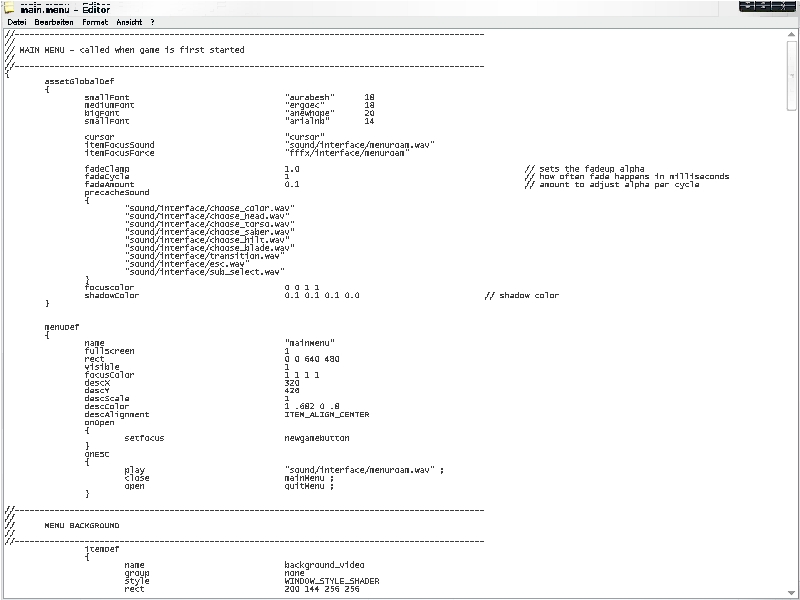 main.menu - Editor
Datei Bearbeiten Format Ansicht ?
//----------------------------------------------------------------------------------------------
//
// MAIN MENU - called when game is first started
//
//----------------------------------------------------------------------------------------------
{
assetGlobalDef
{
smallFont "aurabesh" 18
mediumFont "ergoec" 18
bigFont "anewhope" 20
smallFont "arialnb" 14
cursor "cursor"
itemFocusSound "sound/interface/menuroam.wav"
itemFocusForce "fffx/interface/menuroam"
fadeClamp 1.0 // sets the fadeup alpha
fadeCycle 1 // how often fade happens in milliseconds
fadeAmount 0.1 // amount to adjust alpha per cycle
precacheSound
{
"sound/interface/choose_color.wav"
"sound/interface/choose_head.wav"
"sound/interface/choose_torso.wav"
"sound/interface/choose_saber.wav"
"sound/interface/choose_hilt.wav"
"sound/interface/choose_blade.wav"
"sound/interface/transition.wav"
"sound/interface/esc.wav"
"sound/interface/sub_select.wav"
}
focuscolor 0 0 1 1
shadowColor 0.1 0.1 0.1 0.0 // shadow color
}
menuDef
{
name "mainMenu"
fullScreen 1
rect 0 0 640 480
visible 1
focusColor 1 1 1 1
descX 320
descY 426
descScale 1
descColor 1 .682 0 .8
descAlignment ITEM_ALIGN_CENTER
onOpen
{
setfocus newgamebutton
}
onESC
{
play "sound/interface/menuroam.wav" ;
close mainMenu ;
open quitMenu ;
}
//----------------------------------------------------------------------------------------------
//
// MENU BACKGROUND
//
//----------------------------------------------------------------------------------------------
itemDef
{
name background_video
group none
style WINDOW_STYLE_SHADER
rect 200 144 256 256